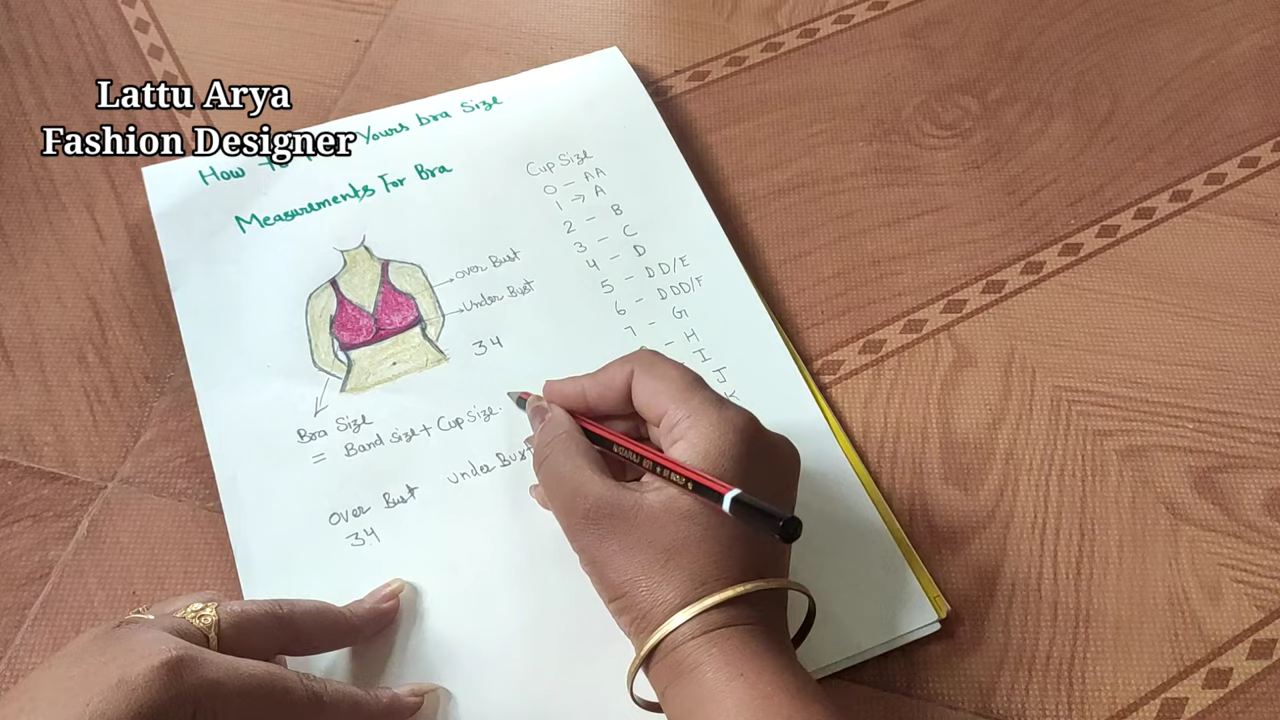 Lattu Arya
Fashion Designer
How to Yours bra Size
Measurements For Bra
Cup Size
0 - AA
1 → A
2 - B
3 - C
4 - D
5 - DD/E
6 - DDD/F
7 - G
- H
- I
J
K
over Bust
Under Bust
34
Bra Size
= Band size + Cup Size.
over Bust under Bust
34
NATARAJ 621